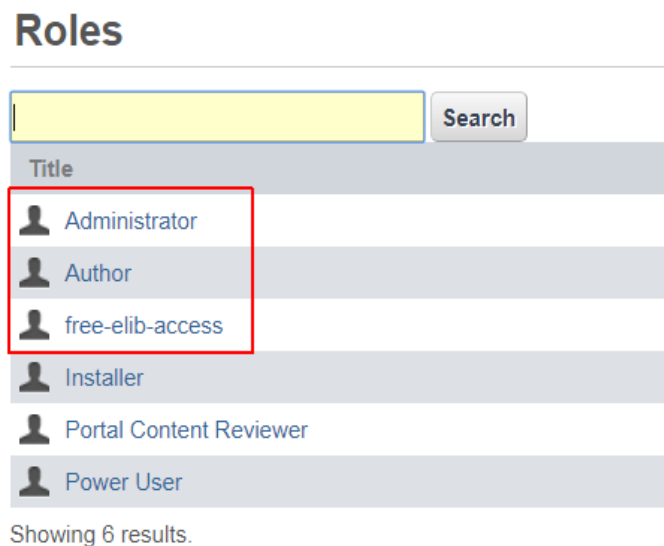 Roles
Search
Title
Administrator
Author
free-elib-access
Installer
Portal Content Reviewer
Power User
Showing 6 results.